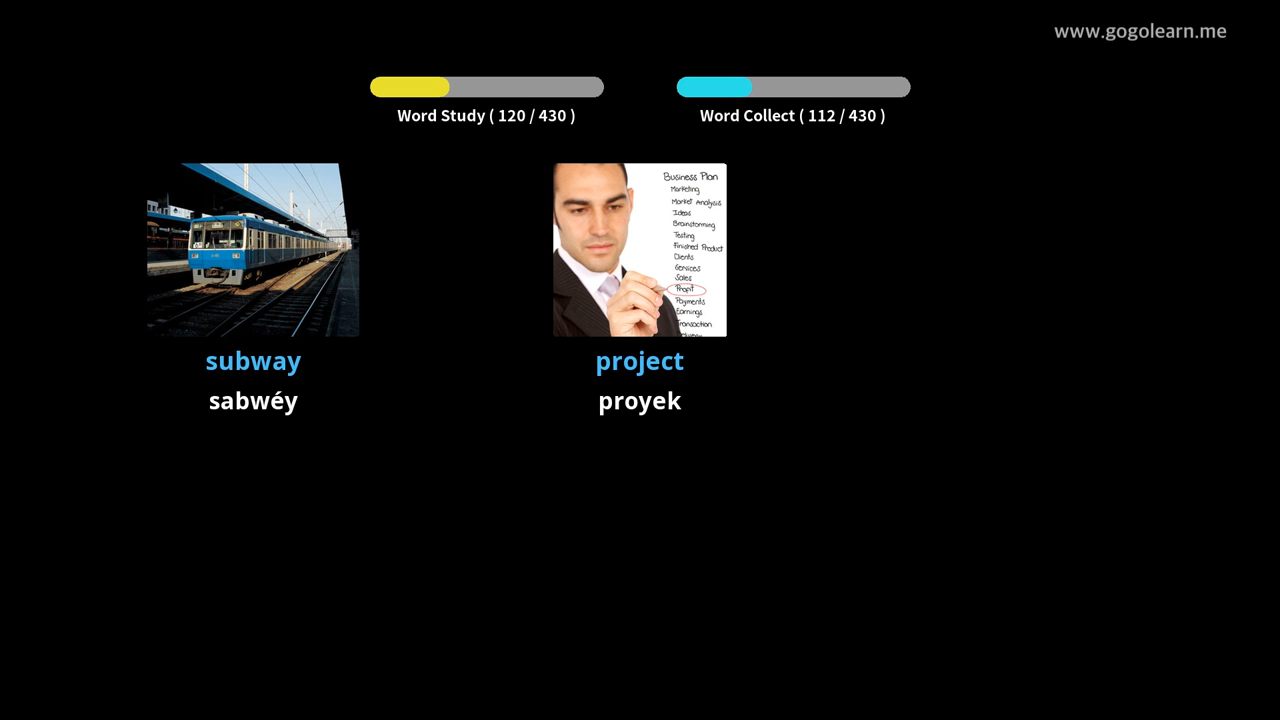 www.gogolearn.me
Word Study ( 120 / 430 )
Word Collect ( 112 / 430 )
Business Plan
Marketing
Market Analysis
Ideas
Brainstorming
Testing
Finished Product
Clients
Services
Sales
Profit
Payments
Earnings
Transaction
subway
project
sabwéy
proyek